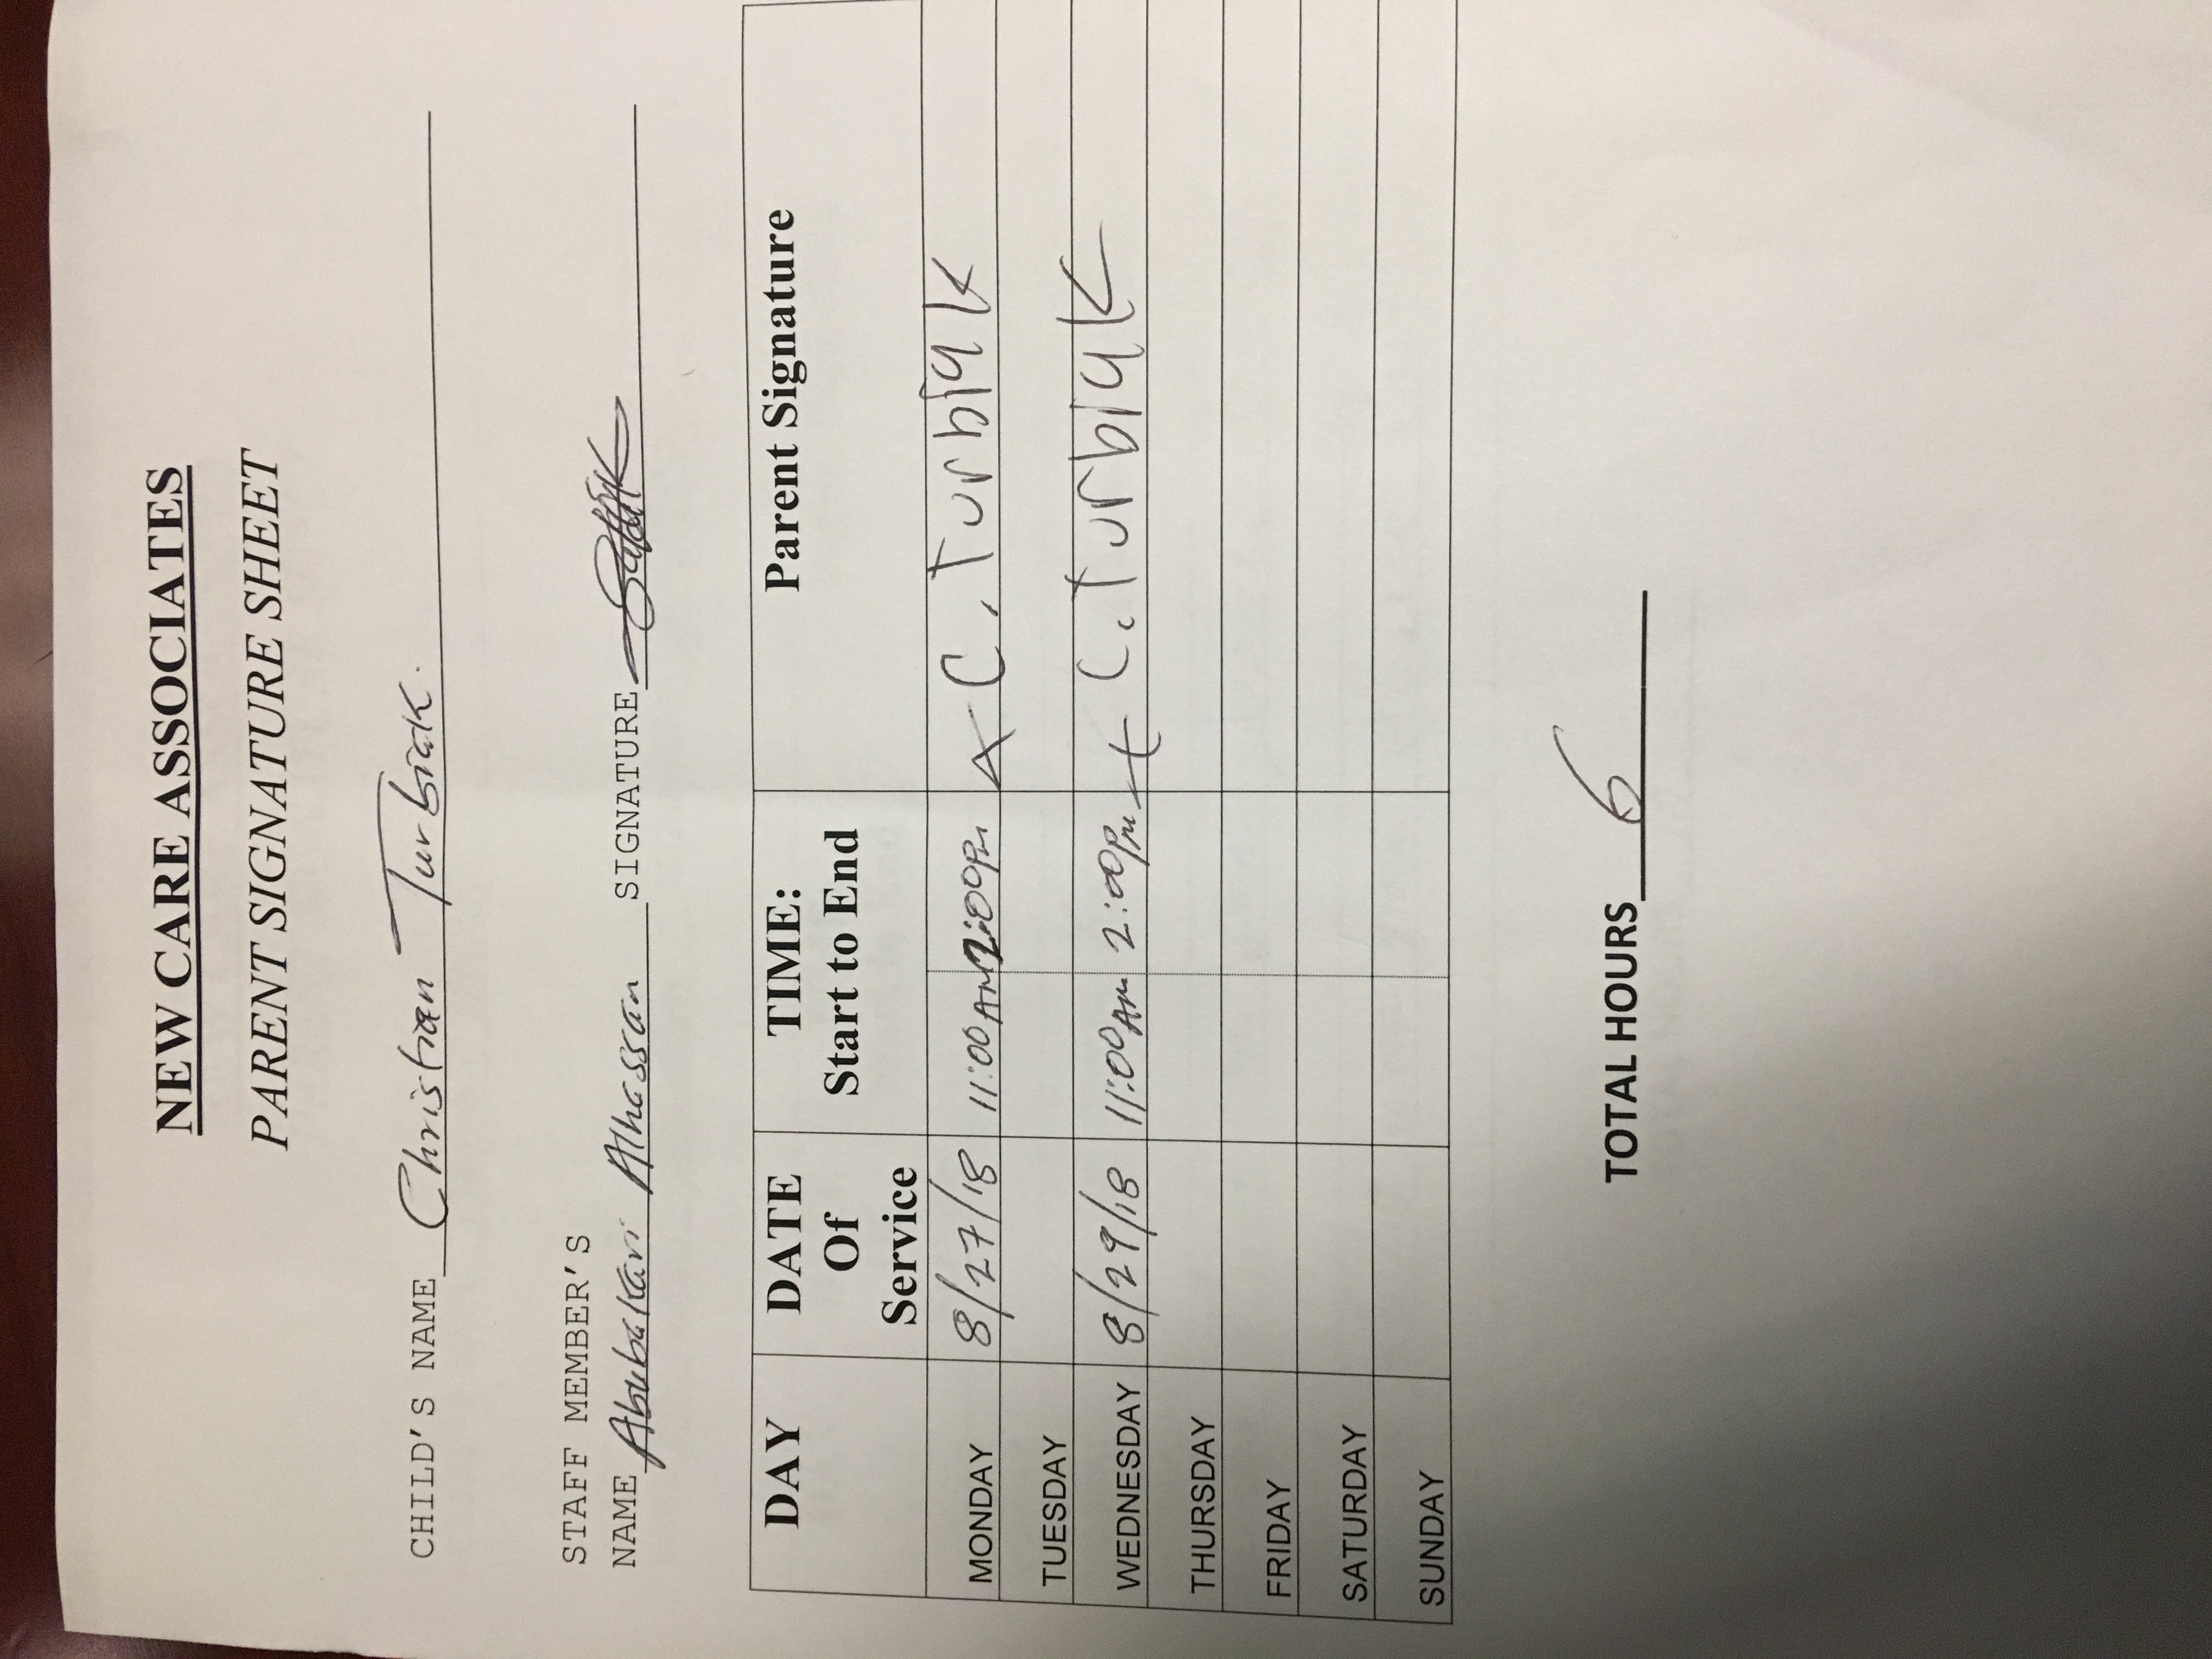 NEW CARE ASSOCIATES
PARENT SIGNATURE SHEET
CHILD'S NAME Christian Turbiak.
STAFF MEMBER'S
NAME Abubakari Alhassan SIGNATURE
DAY DATE Of Service TIME: Start to End Parent Signature
MONDAY 8/27/18 11:00AM 2:00Pm C. Turbiak
TUESDAY
WEDNESDAY 8/29/18 11:00AM 2:00Pm C. Turbiak
THURSDAY
FRIDAY
SATURDAY
SUNDAY
TOTAL HOURS 6